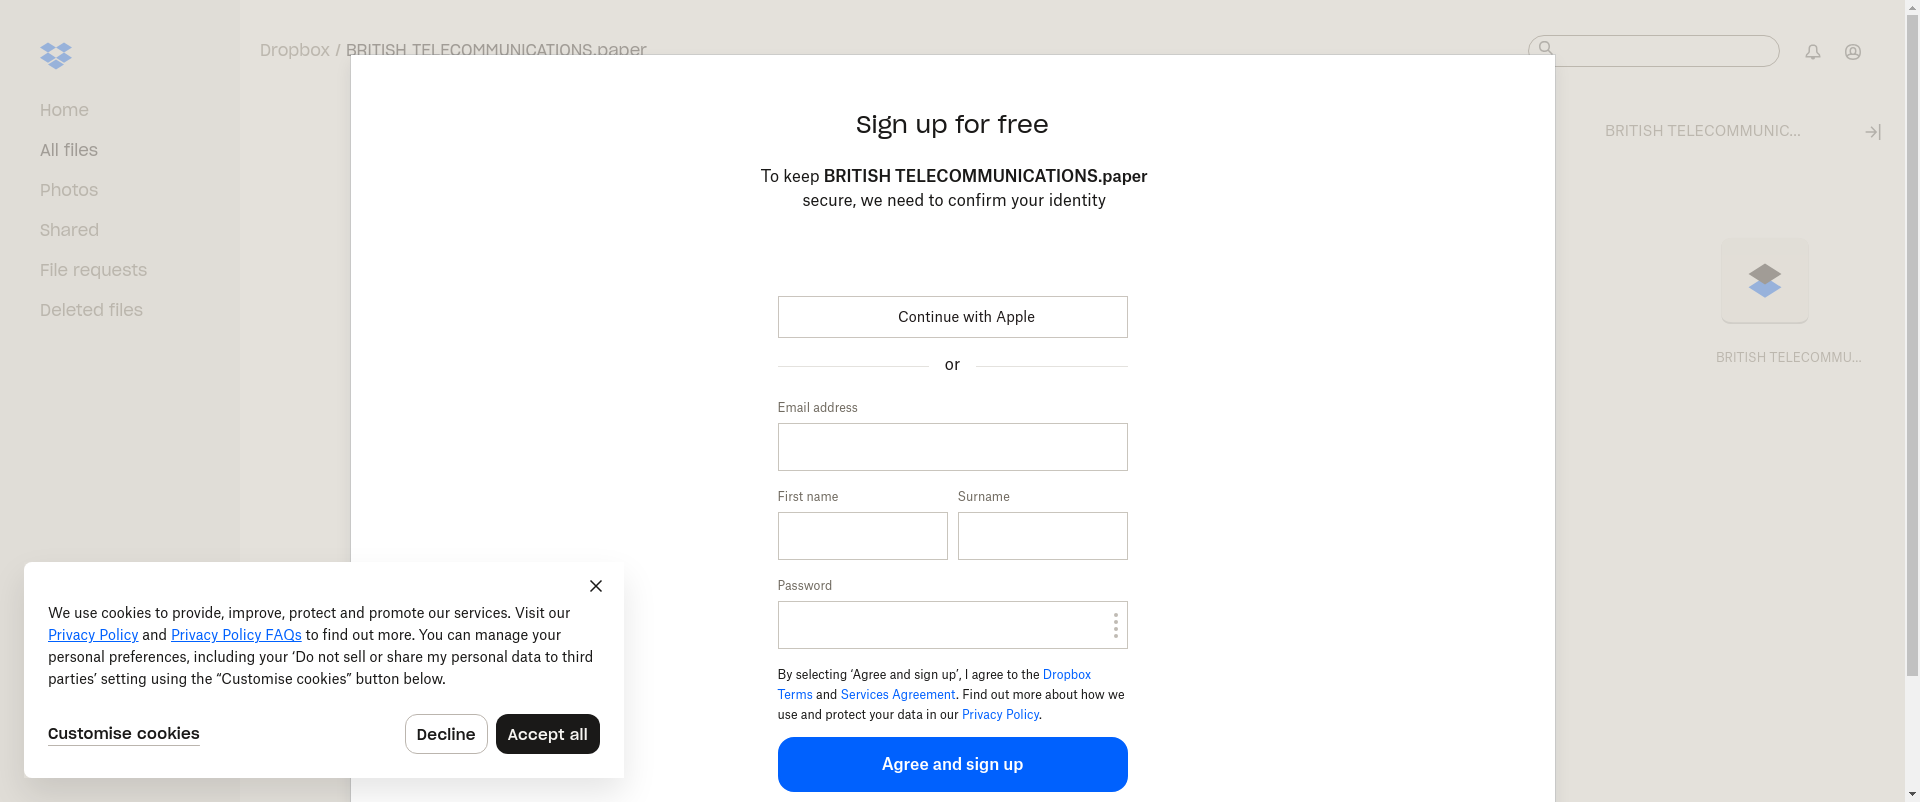 Dropbox / BRITISH TELECOMMUNICATIONS.paper
Home
All files
Photos
Shared
File requests
Deleted files
Sign up for free
To keep BRITISH TELECOMMUNICATIONS.paper
secure, we need to confirm your identity
Continue with Apple
or
Email address
First name Surname
Password
By selecting ‘Agree and sign up’, I agree to the Dropbox
Terms and Services Agreement. Find out more about how we
use and protect your data in our Privacy Policy.
Agree and sign up
BRITISH TELECOMMUNIC...
BRITISH TELECOMMU...
We use cookies to provide, improve, protect and promote our services. Visit our
Privacy Policy and Privacy Policy FAQs to find out more. You can manage your
personal preferences, including your ‘Do not sell or share my personal data to third
parties’ setting using the “Customise cookies” button below.
Customise cookies Decline Accept all